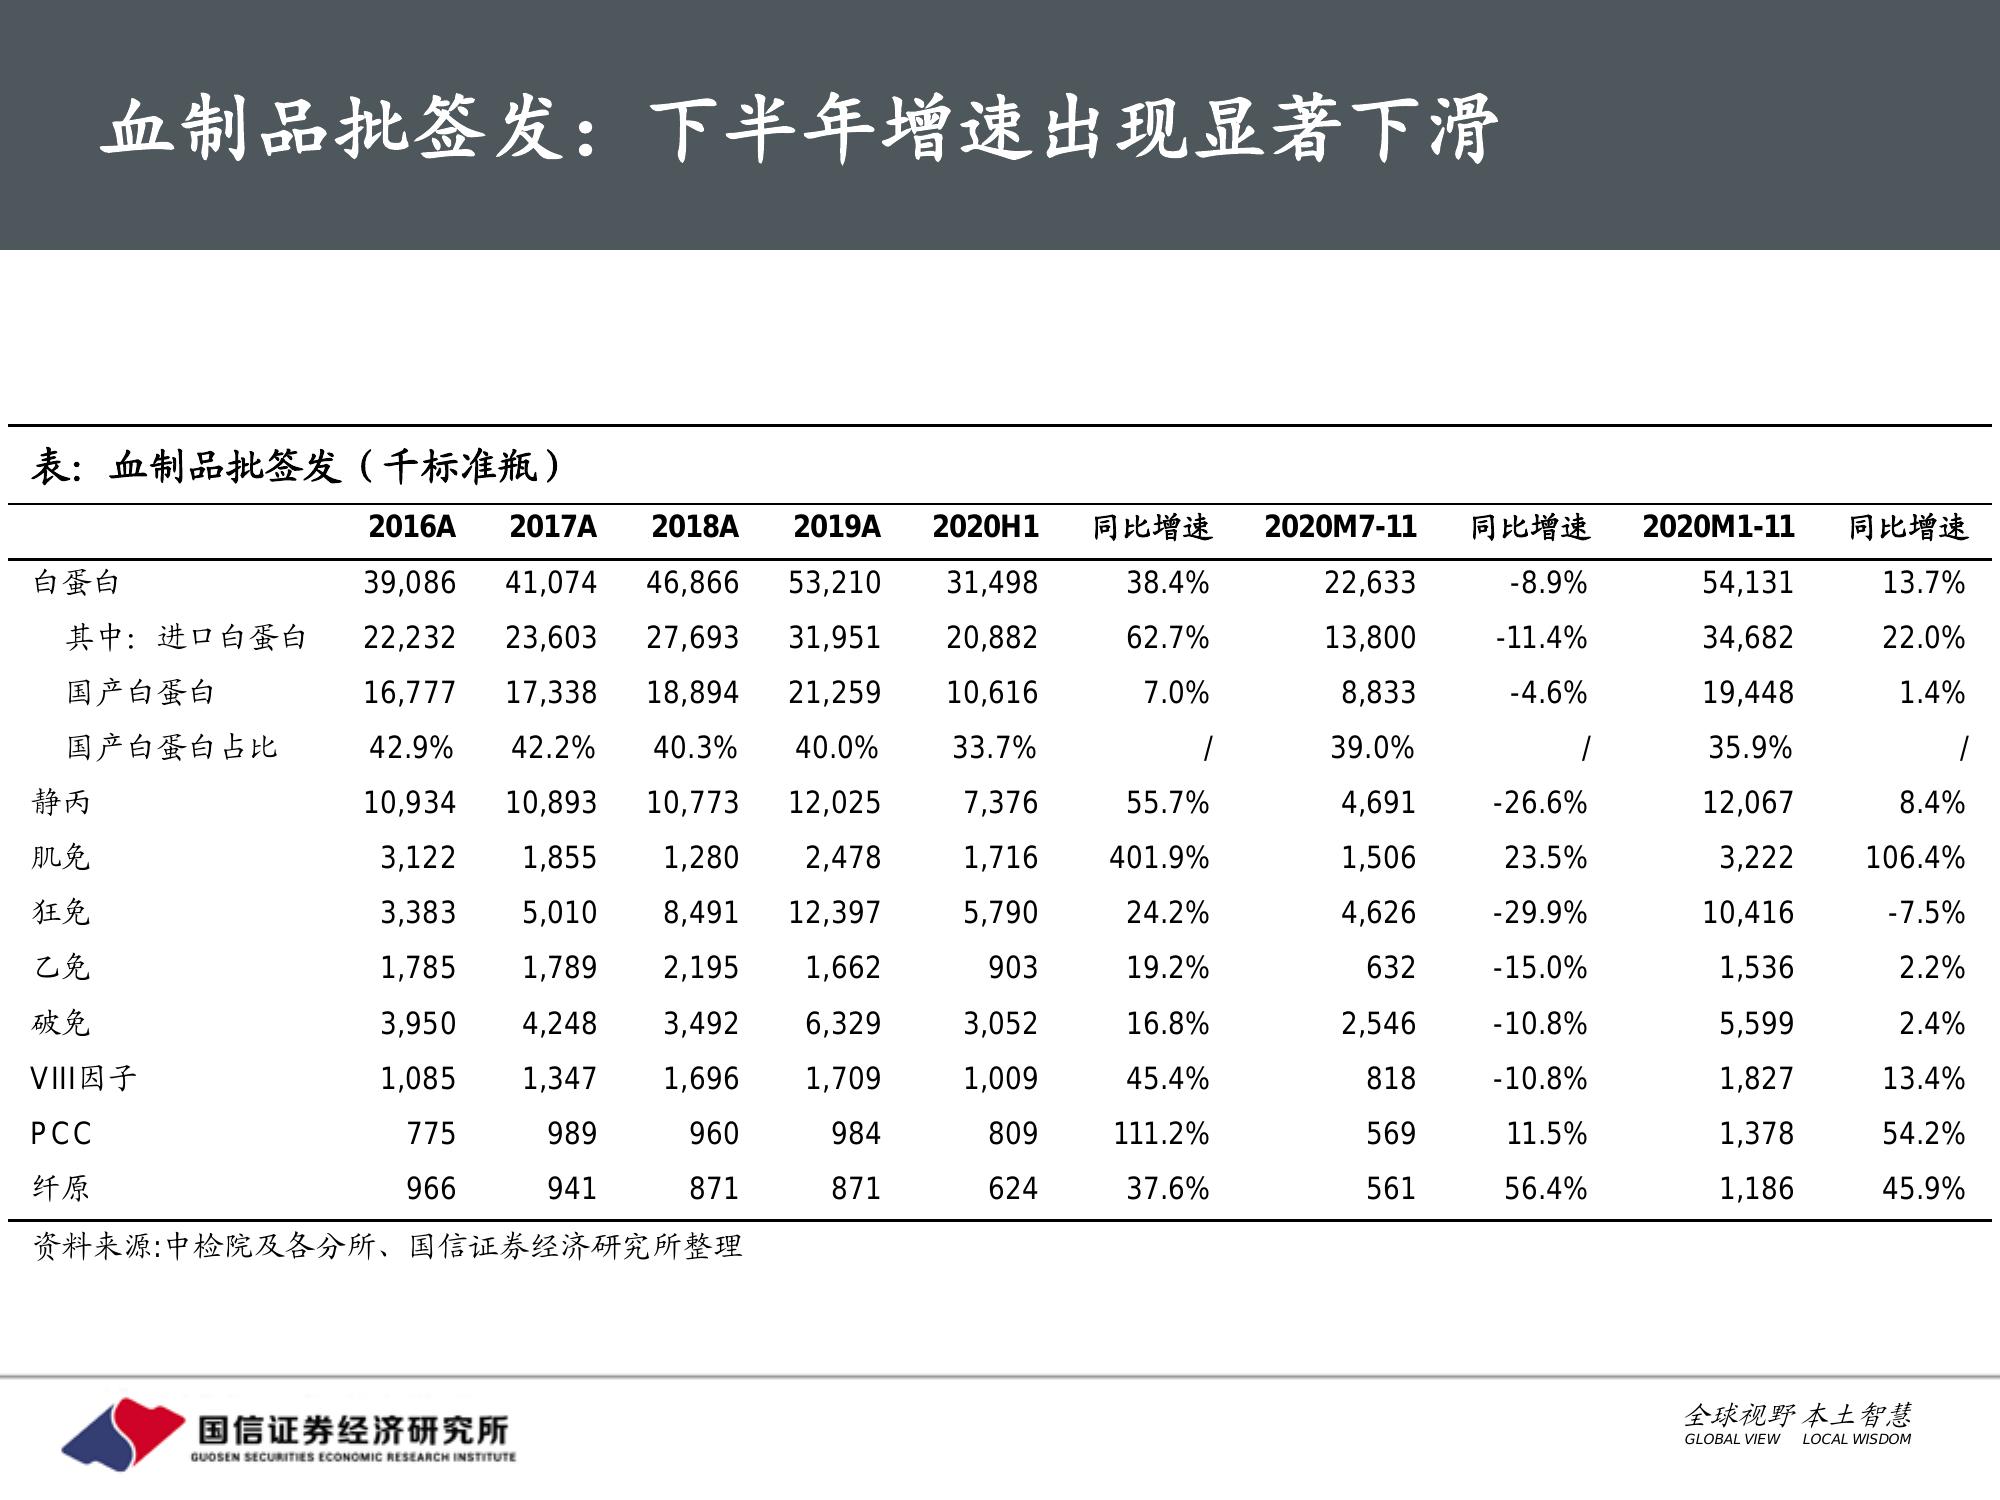 血制品批签发：下半年增速出现显著下滑
表：血制品批签发（千标准瓶）
2016A 2017A 2018A 2019A 2020H1 同比增速 2020M7-11 同比增速 2020M1-11 同比增速
白蛋白 39,086 41,074 46,866 53,210 31,498 38.4% 22,633 -8.9% 54,131 13.7%
其中：进口白蛋白 22,232 23,603 27,693 31,951 20,882 62.7% 13,800 -11.4% 34,682 22.0%
国产白蛋白 16,777 17,338 18,894 21,259 10,616 7.0% 8,833 -4.6% 19,448 1.4%
国产白蛋白占比 42.9% 42.2% 40.3% 40.0% 33.7% / 39.0% / 35.9% /
静丙 10,934 10,893 10,773 12,025 7,376 55.7% 4,691 -26.6% 12,067 8.4%
肌免 3,122 1,855 1,280 2,478 1,716 401.9% 1,506 23.5% 3,222 106.4%
狂免 3,383 5,010 8,491 12,397 5,790 24.2% 4,626 -29.9% 10,416 -7.5%
乙免 1,785 1,789 2,195 1,662 903 19.2% 632 -15.0% 1,536 2.2%
破免 3,950 4,248 3,492 6,329 3,052 16.8% 2,546 -10.8% 5,599 2.4%
VIII因子 1,085 1,347 1,696 1,709 1,009 45.4% 818 -10.8% 1,827 13.4%
PCC 775 989 960 984 809 111.2% 569 11.5% 1,378 54.2%
纤原 966 941 871 871 624 37.6% 561 56.4% 1,186 45.9%
资料来源:中检院及各分所、国信证券经济研究所整理
国信证券经济研究所
GUOSEN SECURITIES ECONOMIC RESEARCH INSTITUTE
全球视野 本土智慧
GLOBAL VIEW LOCAL WISDOM